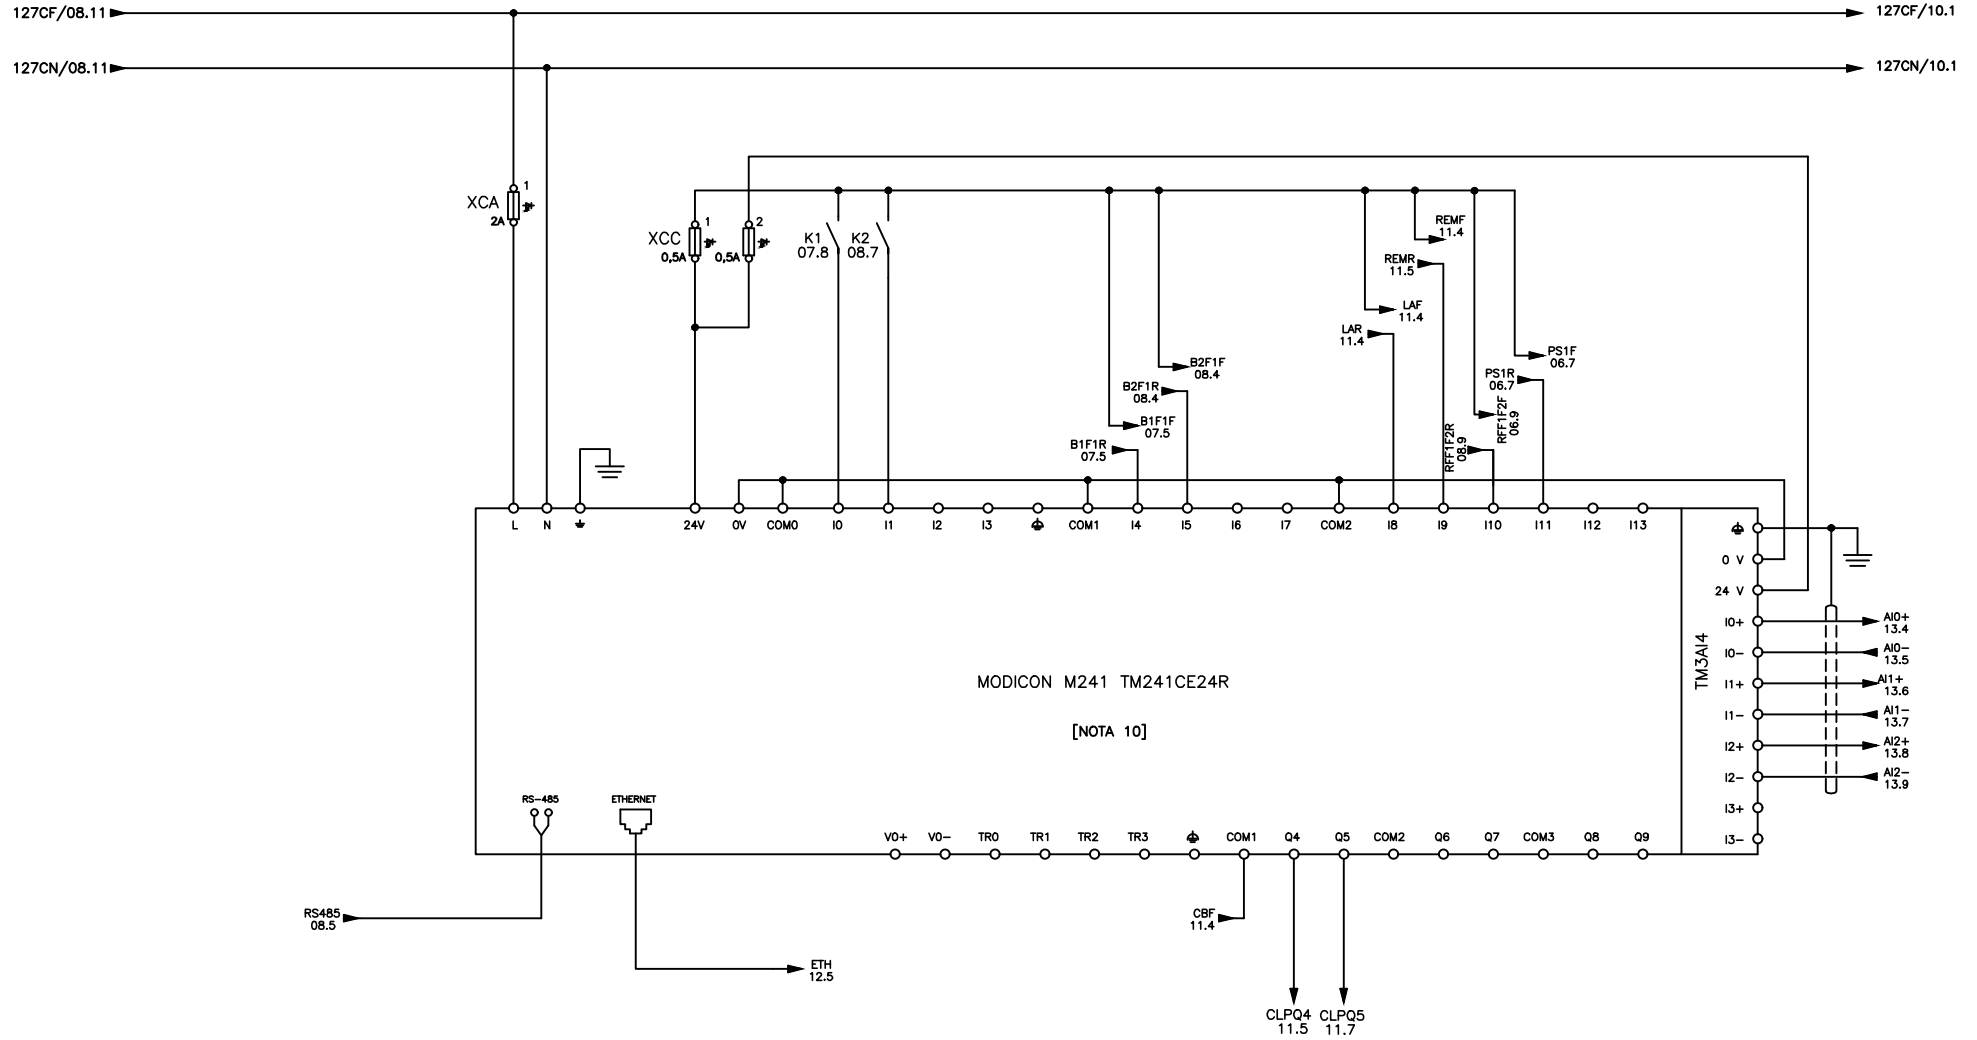 127CF/08.11
127CF/10.1
127CN/08.11
127CN/10.1
XCA
1
2A
XCC
1
0,5A
2
0,5A
K1
07.8
K2
08.7
REMF
11.4
REMR
11.5
LAF
11.4
LAR
11.4
B2F1F
08.4
B2F1R
08.4
B1F1F
07.5
B1F1R
07.5
PS1F
06.7
PS1R
06.7
RFF1F2F
06.9
RFF1F2R
08.9
L
N
24V
0V
COM0
I0
I1
I2
I3
COM1
I4
I5
I6
I7
COM2
I8
I9
I10
I11
I12
I13
0 V
24 V
I0+
I0-
I1+
I1-
I2+
I2-
I3+
I3-
TM3AI4
AI0+
13.4
AI0-
13.5
AI1+
13.6
AI1-
13.7
AI2+
13.8
AI2-
13.9
MODICON M241 TM241CE24R
[NOTA 10]
RS-485
ETHERNET
V0+
V0-
TR0
TR1
TR2
TR3
COM1
Q4
Q5
COM2
Q6
Q7
COM3
Q8
Q9
RS485
08.5
ETH
12.5
CBF
11.4
CLPQ4
11.5
CLPQ5
11.7